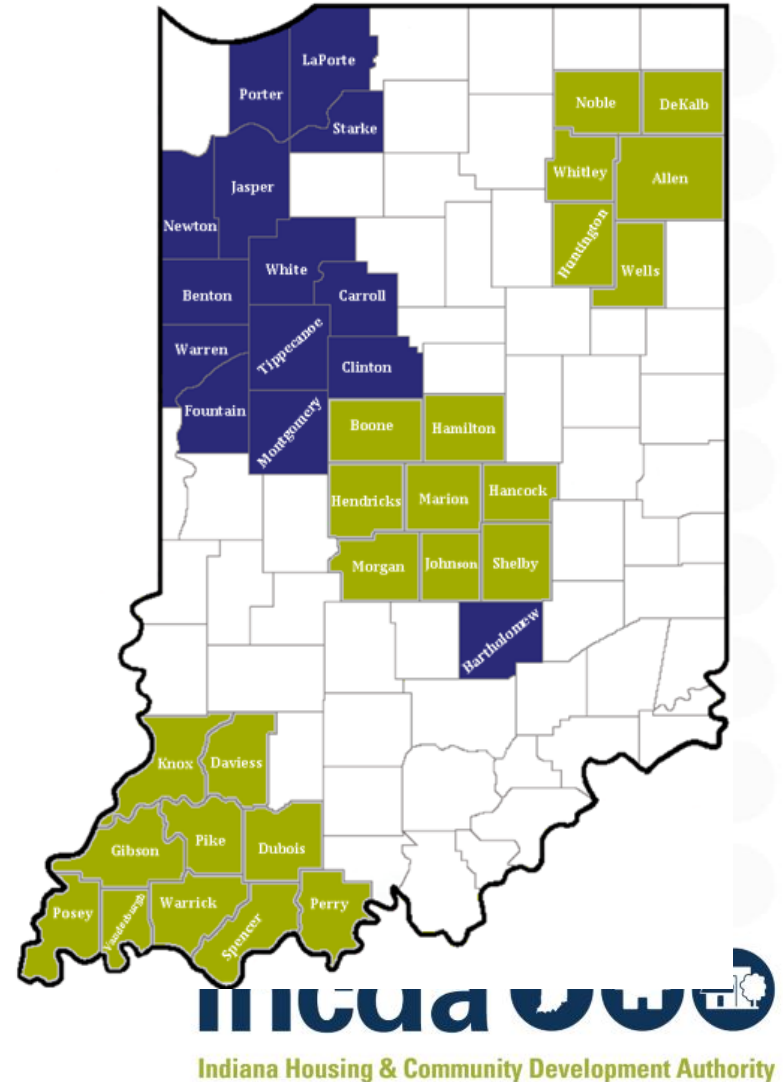 LaPorte
Porter
Starke
Noble
DeKalb
Whitley
Allen
Jasper
Newton
Huntington
Wells
White
Benton
Carroll
Tippecanoe
Warren
Clinton
Fountain
Montgomery
Boone
Hamilton
Hendricks
Marion
Hancock
Morgan
Johnson
Shelby
Bartholomew
Knox
Daviess
Gibson
Pike
Dubois
Posey
Vanderburgh
Warrick
Spencer
Perry
ihcda
Indiana Housing & Community Development Authority